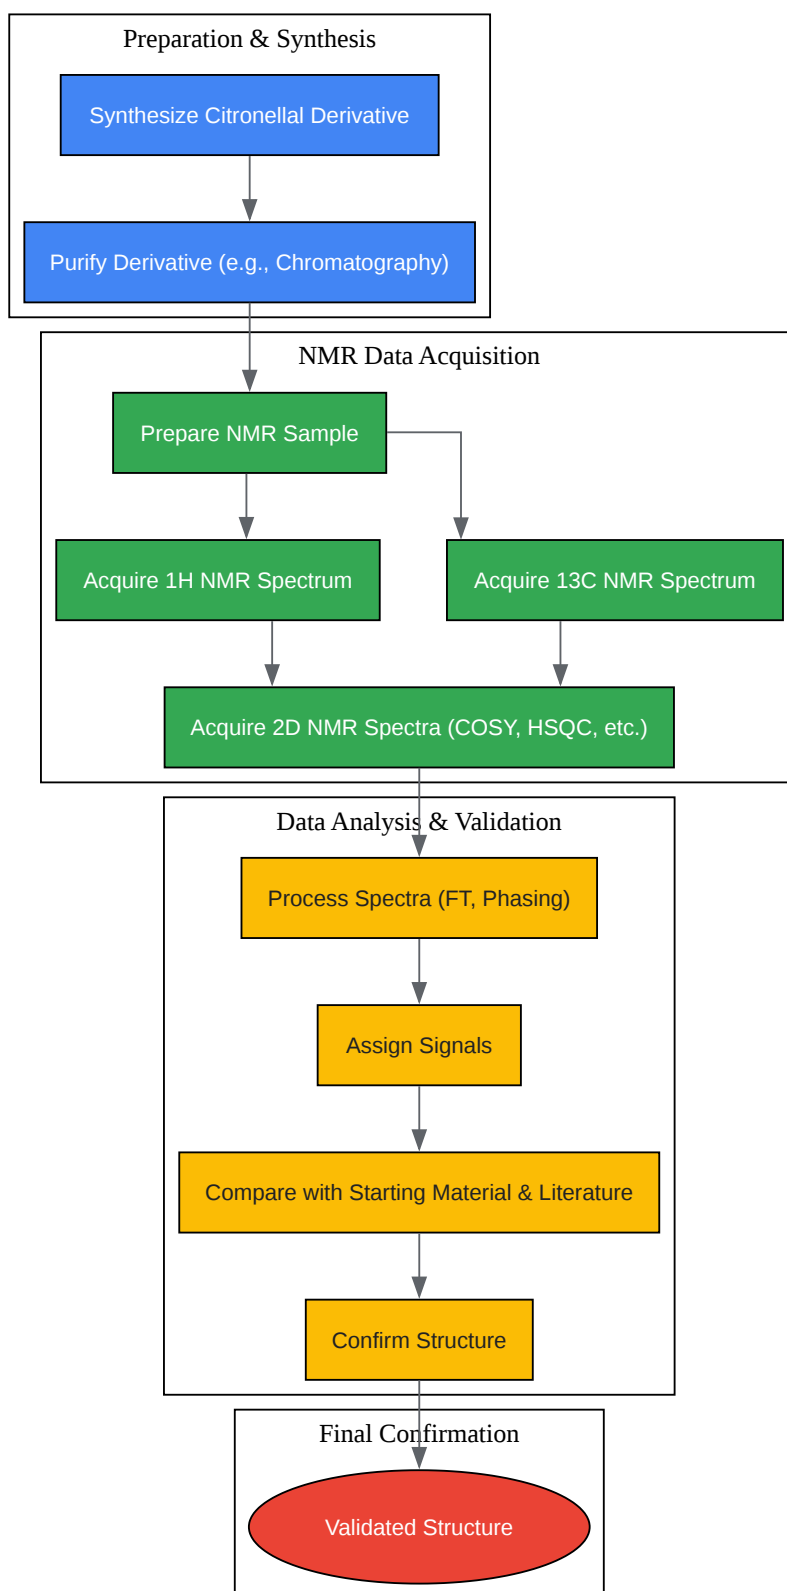 Preparation & Synthesis
Synthesize Citronellal Derivative
Purify Derivative (e.g., Chromatography)
NMR Data Acquisition
Prepare NMR Sample
Acquire 1H NMR Spectrum
Acquire 13C NMR Spectrum
Acquire 2D NMR Spectra (COSY, HSQC, etc.)
Data Analysis & Validation
Process Spectra (FT, Phasing)
Assign Signals
Compare with Starting Material & Literature
Confirm Structure
Final Confirmation
Validated Structure